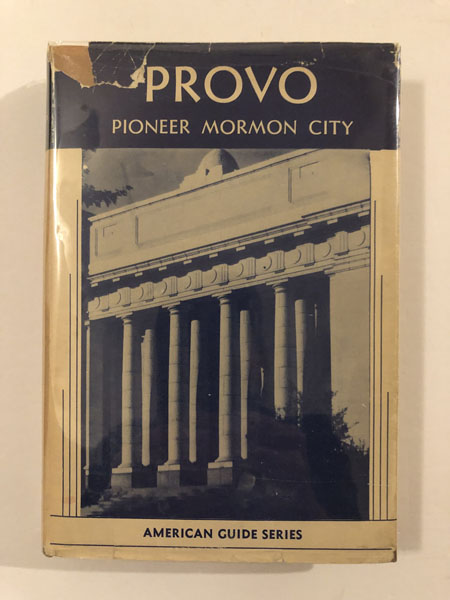 PROVO
PIONEER MORMON CITY
AMERICAN GUIDE SERIES